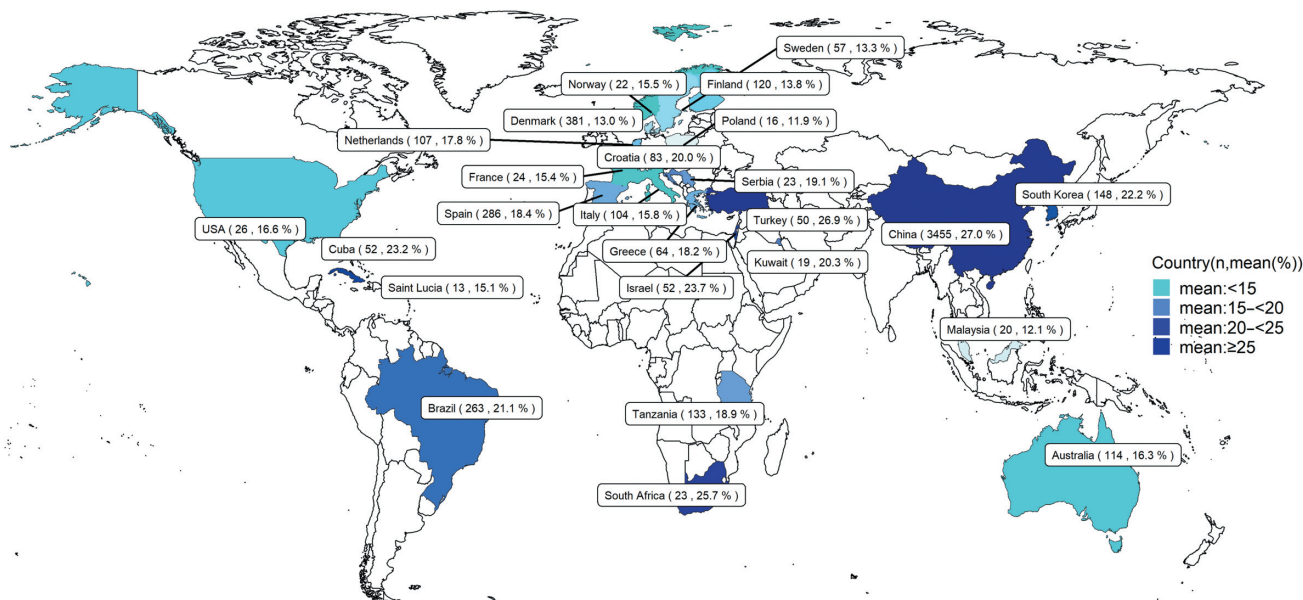 Sweden ( 57 , 13.3 % )
Norway ( 22 , 15.5 % )
Finland ( 120 , 13.8 % )
Denmark ( 381 , 13.0 % )
Poland ( 16 , 11.9 % )
Netherlands ( 107 , 17.8 % )
Croatia ( 83 , 20.0 % )
France ( 24 , 15.4 % )
Serbia ( 23 , 19.1 % )
South Korea ( 148 , 22.2 % )
Spain ( 286 , 18.4 % )
Italy ( 104 , 15.8 % )
Turkey ( 50 , 26.9 % )
USA ( 26 , 16.6 % )
China ( 3455 , 27.0 % )
Cuba ( 52 , 23.2 % )
Greece ( 64 , 18.2 % )
Kuwait ( 19 , 20.3 % )
Saint Lucia ( 13 , 15.1 % )
Israel ( 52 , 23.7 % )
Country(n,mean(%))
mean:<15
mean:15-<20
mean:20-<25
mean:≥25
Malaysia ( 20 , 12.1 % )
Brazil ( 263 , 21.1 % )
Tanzania ( 133 , 18.9 % )
Australia ( 114 , 16.3 % )
South Africa ( 23 , 25.7 % )